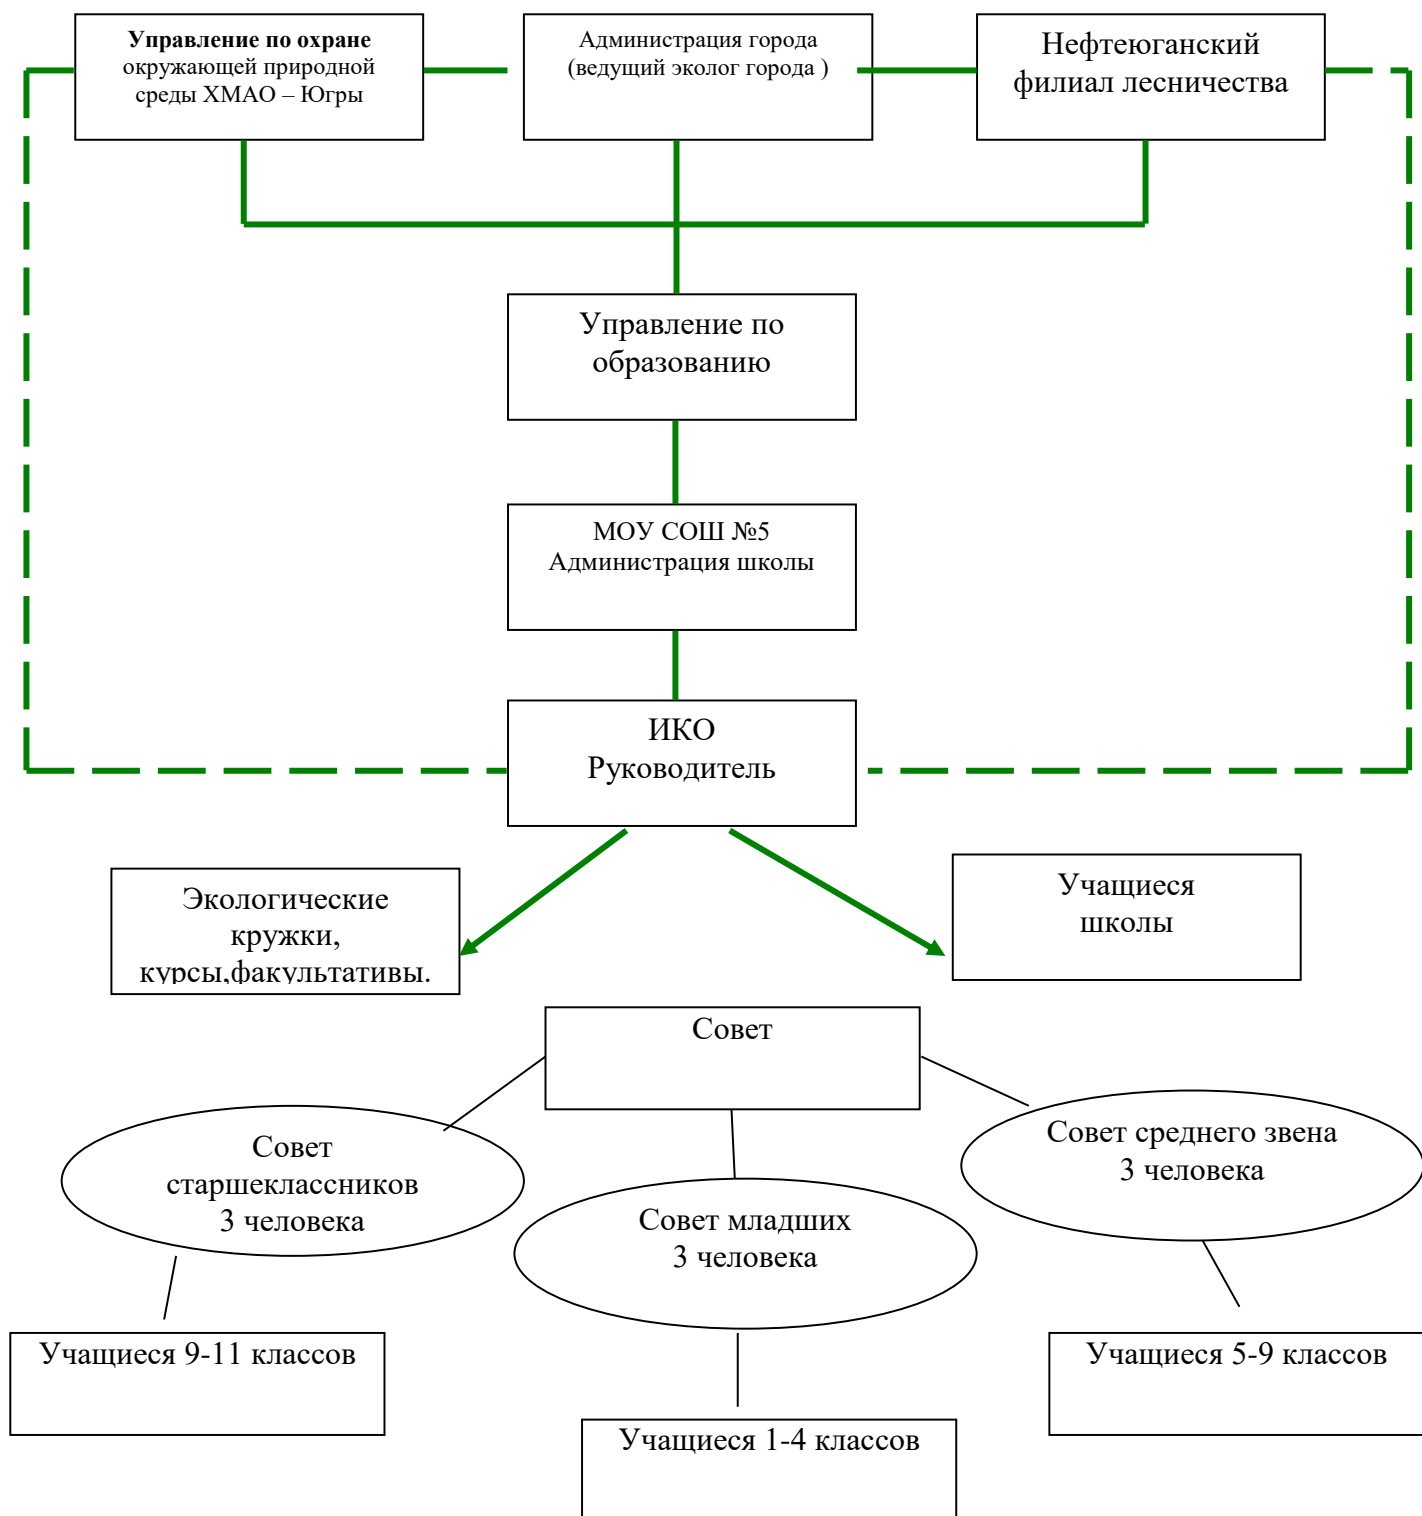 Управление по охране
окружающей природной
среды ХМАО – Югры
Администрация города
(ведущий эколог города )
Нефтеюганский
филиал лесничества
Управление по
образованию
МОУ СОШ №5
Администрация школы
ИКО
Руководитель
Экологические
кружки,
курсы,факультативы.
Учащиеся
школы
Совет
Совет
старшеклассников
3 человека
Совет младших
3 человека
Совет среднего звена
3 человека
Учащиеся 9-11 классов
Учащиеся 1-4 классов
Учащиеся 5-9 классов